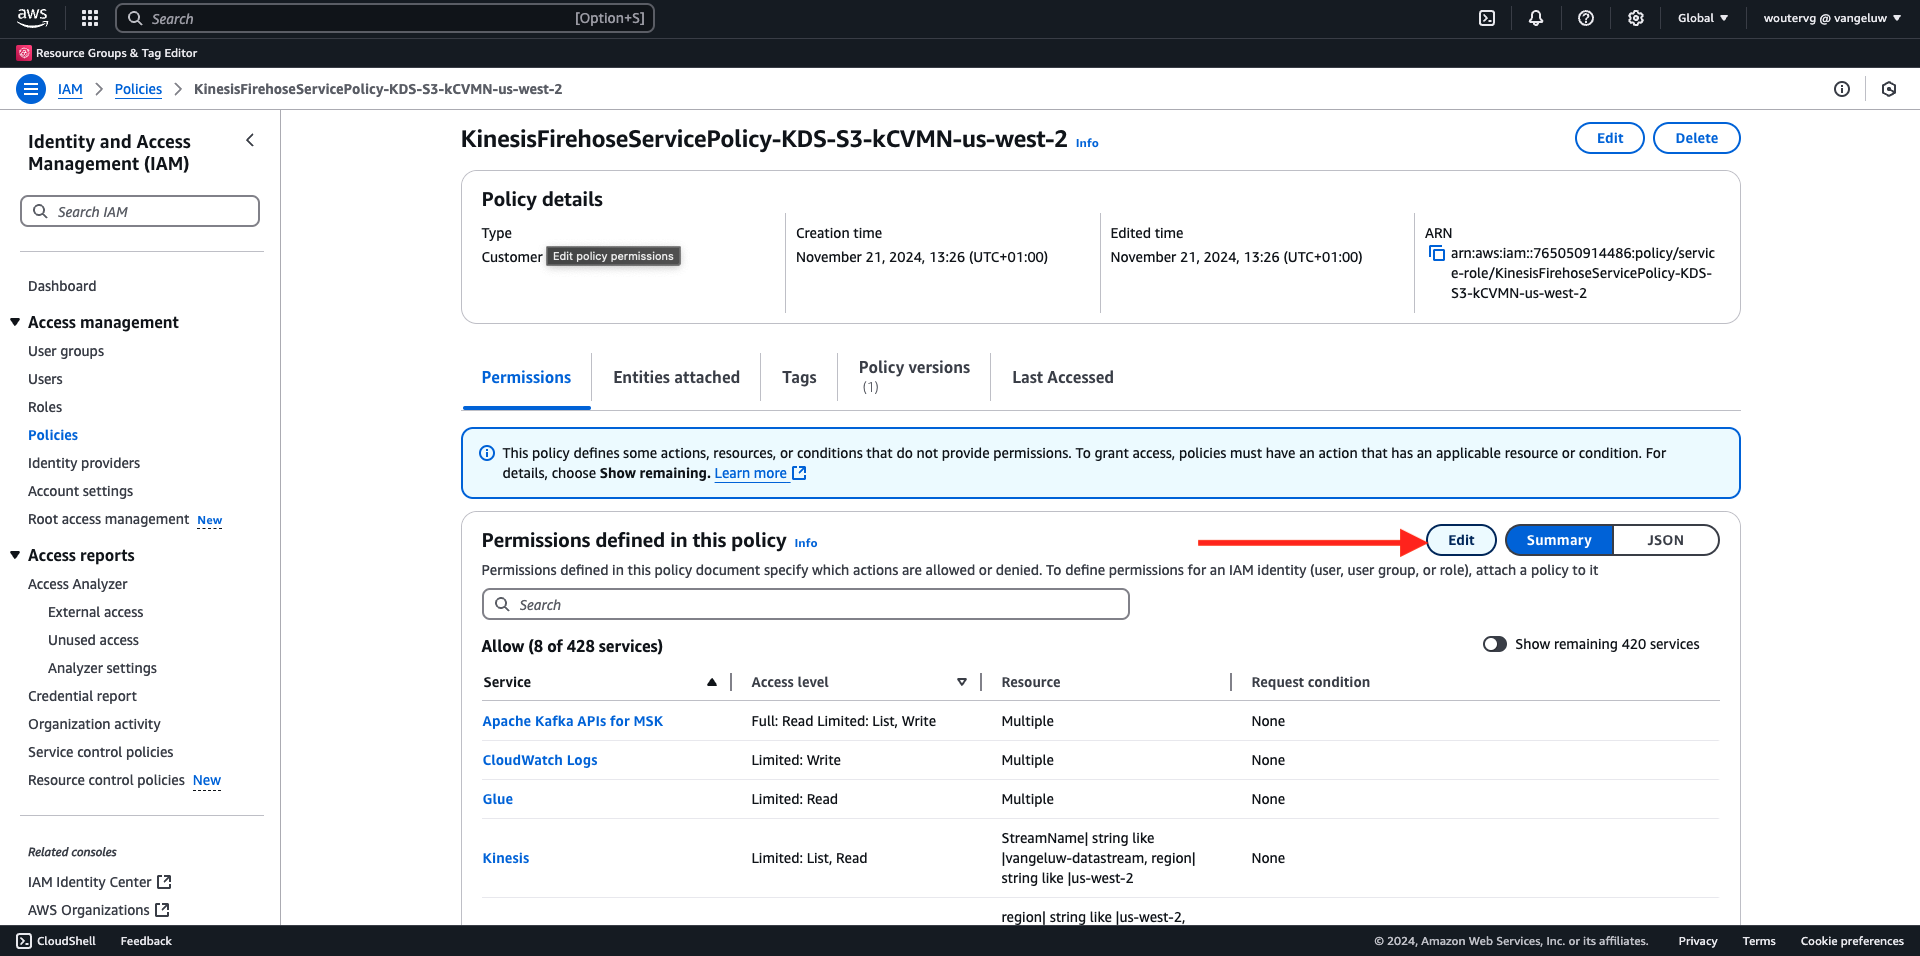 aws
Search
[Option+S]
Global
woutervg @ vangeluw
Resource Groups & Tag Editor
IAM
Policies
KinesisFirehoseServicePolicy-KDS-S3-kCVMN-us-west-2
Identity and Access
Management (IAM)
Search IAM
Dashboard
Access management
User groups
Users
Roles
Policies
Identity providers
Account settings
Root access management New
Access reports
Access Analyzer
External access
Unused access
Analyzer settings
Credential report
Organization activity
Service control policies
Resource control policies New
Related consoles
IAM Identity Center
AWS Organizations
KinesisFirehoseServicePolicy-KDS-S3-kCVMN-us-west-2 Info
Edit
Delete
Policy details
Type
Customer
Edit policy permissions
Creation time
November 21, 2024, 13:26 (UTC+01:00)
Edited time
November 21, 2024, 13:26 (UTC+01:00)
ARN
arn:aws:iam::765050914486:policy/servic
e-role/KinesisFirehoseServicePolicy-KDS-
S3-kCVMN-us-west-2
Permissions
Entities attached
Tags
Policy versions
(1)
Last Accessed
This policy defines some actions, resources, or conditions that do not provide permissions. To grant access, policies must have an action that has an applicable resource or condition. For
details, choose Show remaining. Learn more
Permissions defined in this policy Info
Edit
Summary
JSON
Permissions defined in this policy document specify which actions are allowed or denied. To define permissions for an IAM identity (user, user group, or role), attach a policy to it
Search
Allow (8 of 428 services)
Show remaining 420 services
Service
Access level
Resource
Request condition
Apache Kafka APIs for MSK
Full: Read Limited: List, Write
Multiple
None
CloudWatch Logs
Limited: Write
Multiple
None
Glue
Limited: Read
Multiple
None
Kinesis
Limited: List, Read
StreamName| string like
|vangeluw-datastream, region|
string like |us-west-2
None
region| string like |us-west-2,
CloudShell
Feedback
© 2024, Amazon Web Services, Inc. or its affiliates.
Privacy
Terms
Cookie preferences